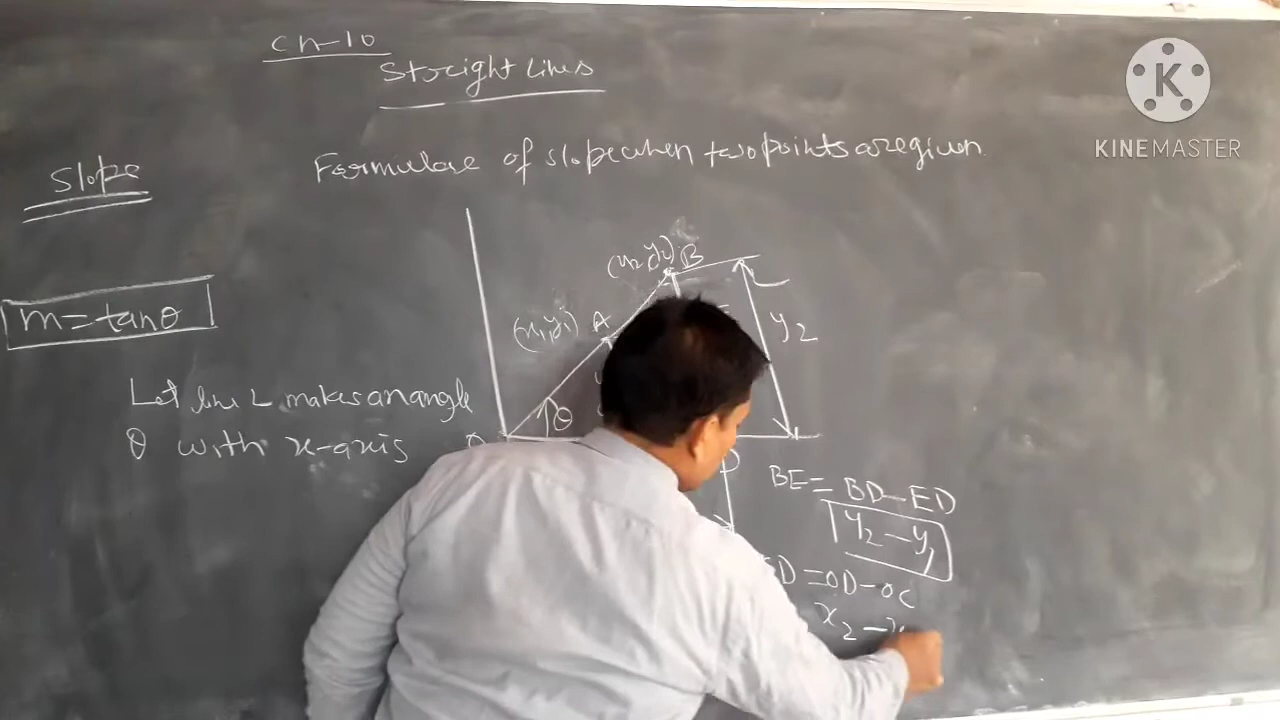 Ch-10
Straight Lines
K
KINEMASTER
Slope
Formulare of slope when two points are given
(x2,y2) B
(x1,y1) A
m=tanθ
y2
θ
Let line L makes an angle
θ with x-axis
D
BE = BD-ED
y2-y1
D = OD-OC
x2-